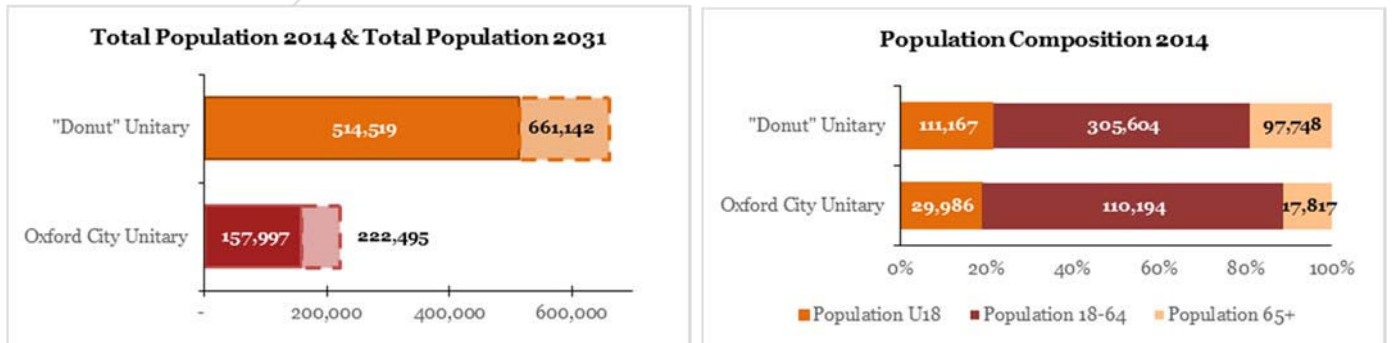 Total Population 2014 & Total Population 2031
"Donut" Unitary
514,519
661,142
Oxford City Unitary
157,997
222,495
-
200,000
400,000
600,000
Population Composition 2014
"Donut" Unitary
111,167
305,604
97,748
Oxford City Unitary
29,986
110,194
17,817
0%
20%
40%
60%
80%
100%
Population U18
Population 18-64
Population 65+